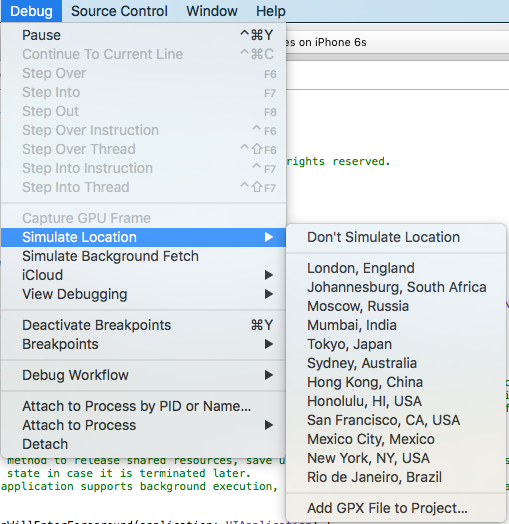 Debug Source Control Window Help
Pause ^⌘Y
es on iPhone 6s
Continue To Current Line ^⌘C
Step Over F6
Step Into F7
Step Out F8
Step Over Instruction ^F6
Step Over Thread ^⇧F6
rights reserved.
Step Into Instruction ^F7
Step Into Thread ^⇧F7
Capture GPU Frame
Simulate Location
Simulate Background Fetch
iCloud
View Debugging
Deactivate Breakpoints ⌘Y
Breakpoints
Debug Workflow
Attach to Process by PID or Name...
Attach to Process
Detach
Don't Simulate Location
London, England
Johannesburg, South Africa
Moscow, Russia
Mumbai, India
Tokyo, Japan
Sydney, Australia
Hong Kong, China
Honolulu, HI, USA
San Francisco, CA, USA
Mexico City, Mexico
New York, NY, USA
Rio de Janeiro, Brazil
Add GPX File to Project...
method to release shared resources, save u
state in case it is terminated later.
application supports background execution,